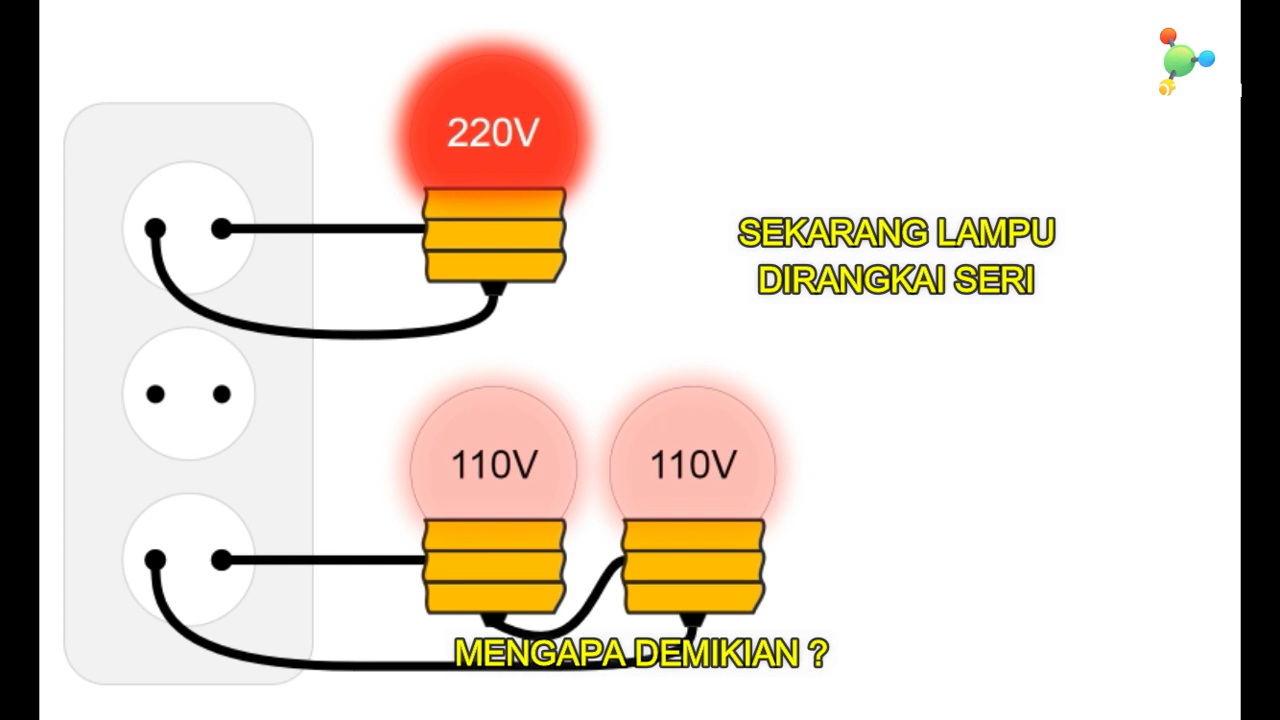 220V
SEKARANG LAMPU
DIRANGKAI SERI
110V 110V
MENGAPA DEMIKIAN ?